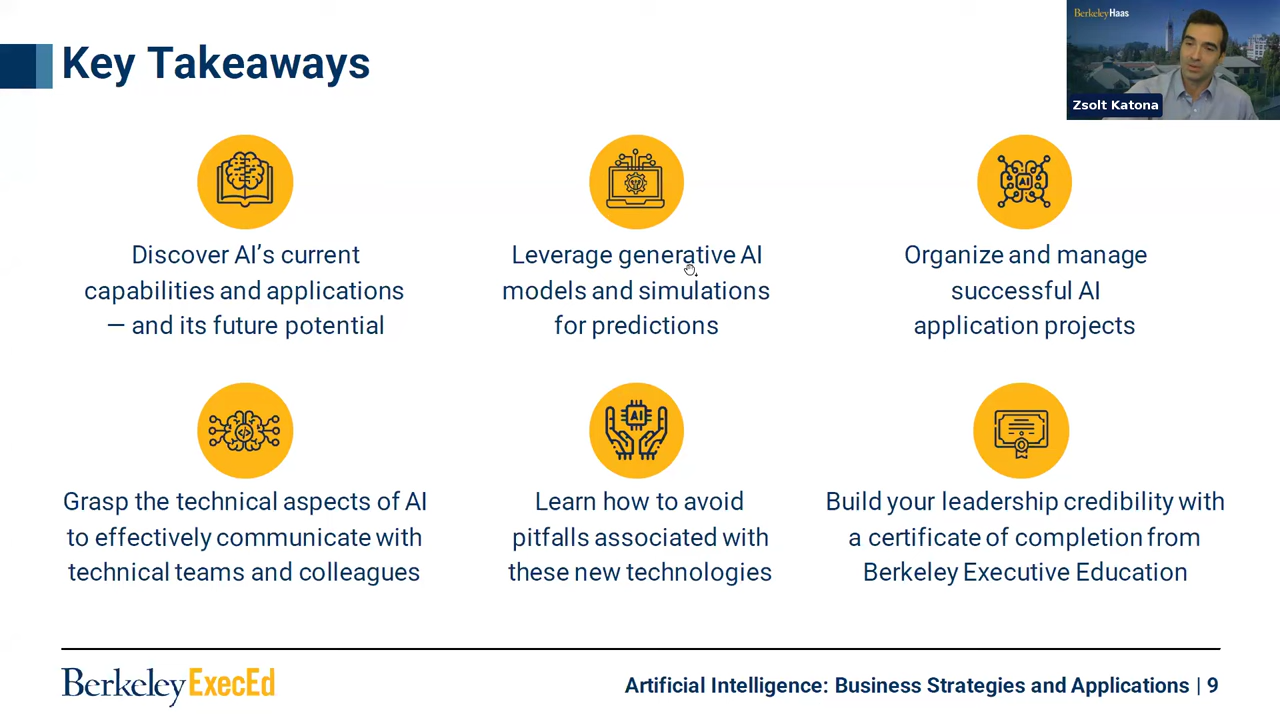 Key Takeaways
BerkeleyHaas
Zsolt Katona
Discover AI's current
capabilities and applications
— and its future potential
Leverage generative AI
models and simulations
for predictions
AI
Organize and manage
successful AI
application projects
</>
Grasp the technical aspects of AI
to effectively communicate with
technical teams and colleagues
AI
Learn how to avoid
pitfalls associated with
these new technologies
Build your leadership credibility with
a certificate of completion from
Berkeley Executive Education
Berkeley ExecEd
Artificial Intelligence: Business Strategies and Applications | 9